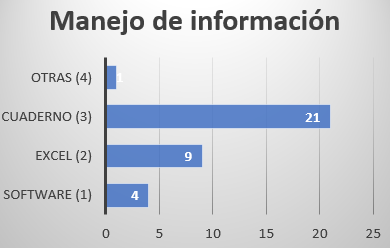 Manejo de información
OTRAS (4) 1
CUADERNO (3) 21
EXCEL (2) 9
SOFTWARE (1) 4
0 5 10 15 20 25